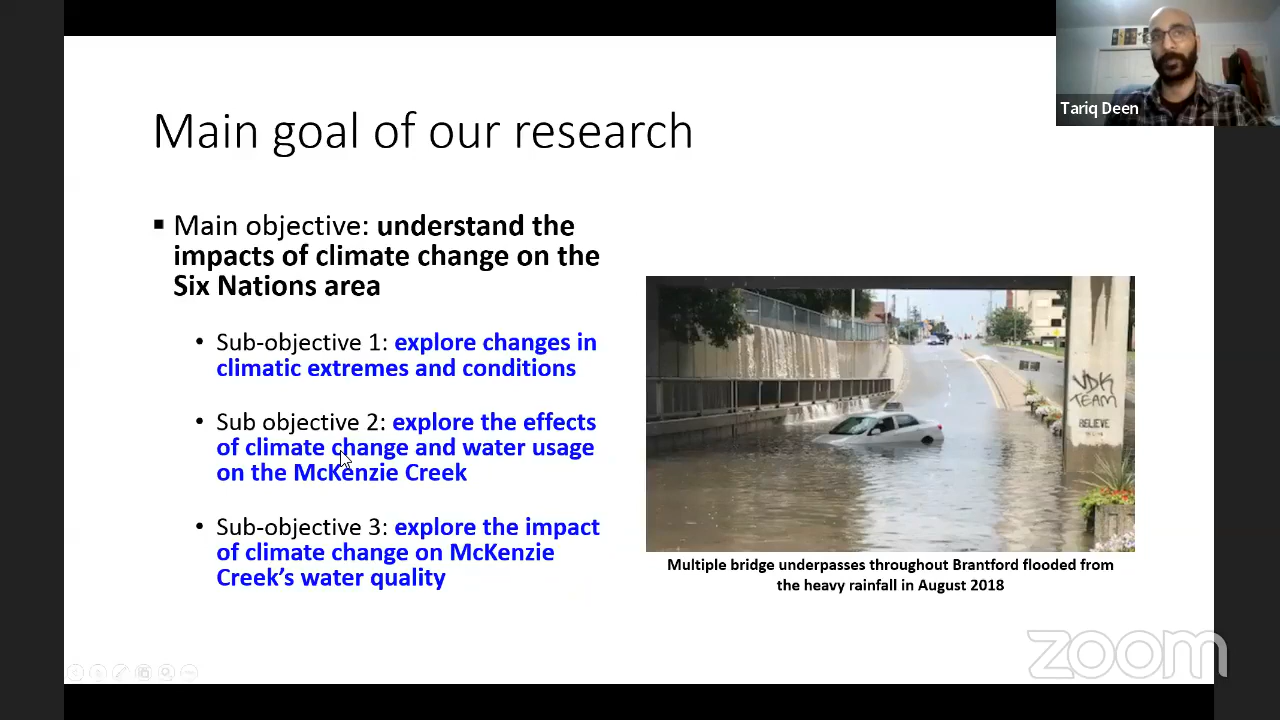 Tariq Deen
Main goal of our research
▪ Main objective: understand the
impacts of climate change on the
Six Nations area
• Sub-objective 1: explore changes in
climatic extremes and conditions
• Sub objective 2: explore the effects
of climate change and water usage
on the McKenzie Creek
• Sub-objective 3: explore the impact
of climate change on McKenzie
Creek's water quality
VDK
TEAM
BELIEVE
Multiple bridge underpasses throughout Brantford flooded from
the heavy rainfall in August 2018
zoom